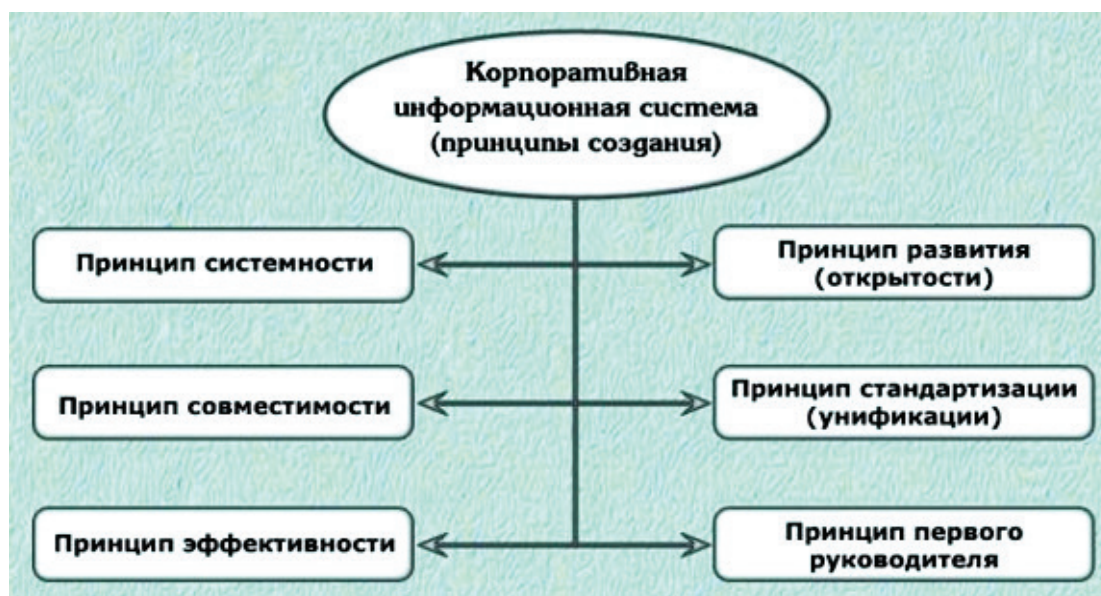 Корпоративная
информационная система
(принципы создания)
Принцип системности
Принцип развития
(открытости)
Принцип совместимости
Принцип стандартизации
(унификации)
Принцип эффективности
Принцип первого
руководителя